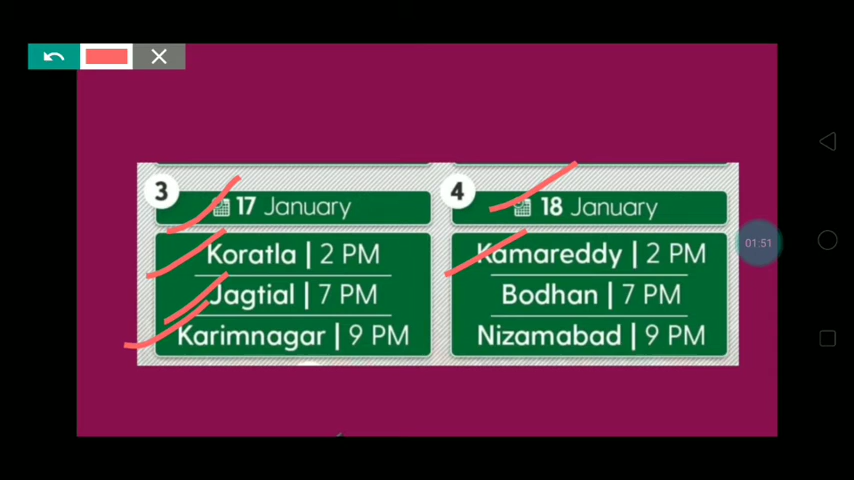 3
17 January
Koratla | 2 PM
Jagtial | 7 PM
Karimnagar | 9 PM
4
18 January
Kamareddy | 2 PM
Bodhan | 7 PM
Nizamabad | 9 PM
01:51